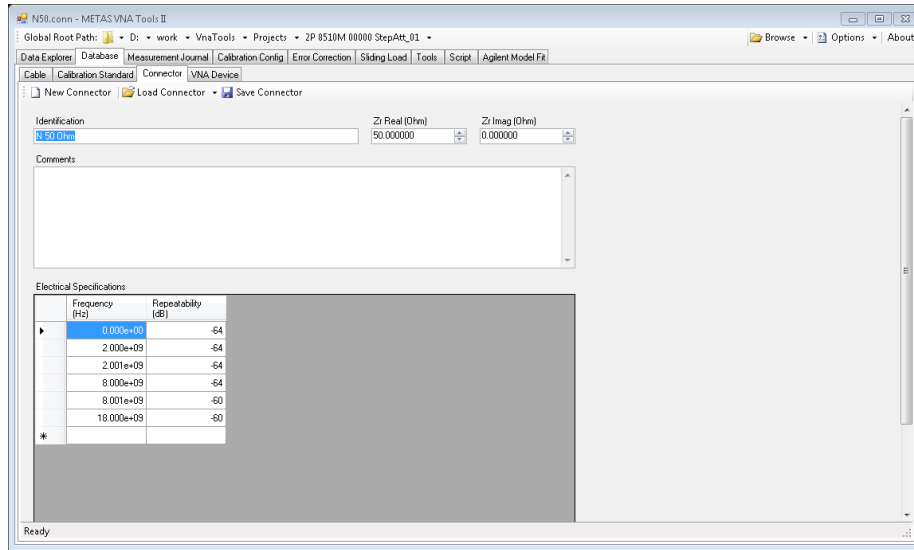 N50.conn - METAS VNA Tools II
Global Root Path: D: work VnaTools Projects 2P 8510M 00000 StepAtt_01 Browse Options About
Data Explorer Database Measurement Journal Calibration Config Error Correction Sliding Load Tools Script Agilent Model Fit
Cable Calibration Standard Connector VNA Device
New Connector Load Connector Save Connector
Identification Zr Real (Ohm) Zr Imag (Ohm)
N 50 Ohm 50.000000 0.000000
Comments
Electrical Specifications
Frequency (Hz) Repeatability (dB)
0.000e+00 -64
2.000e+09 -64
2.001e+09 -64
8.000e+09 -64
8.001e+09 -60
18.000e+09 -60
Ready